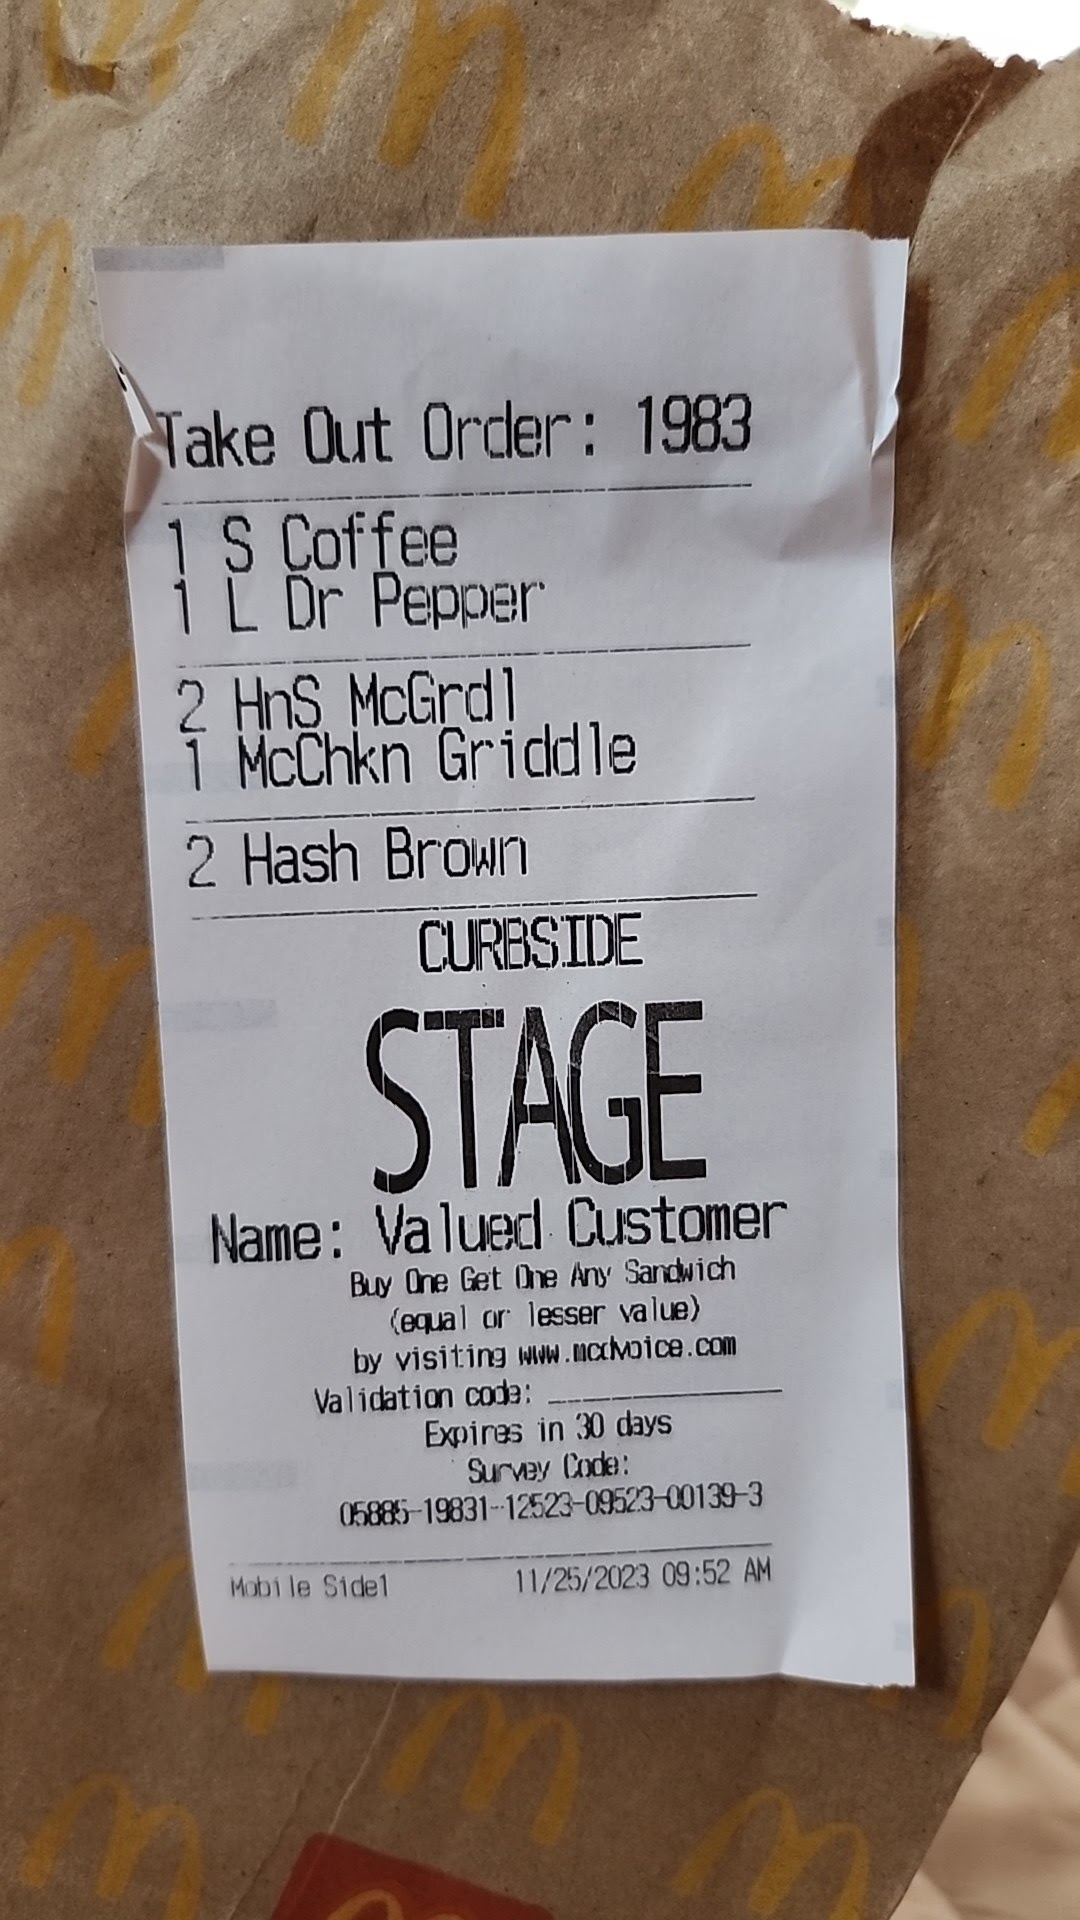 Take Out Order: 1983
1 S Coffee
1 L Dr Pepper
2 HnS McGrdl
1 McChkn Griddle
2 Hash Brown
CURBSIDE
STAGE
Name: Valued Customer
Buy One Get One Any Sandwich
(equal or lesser value)
by visiting www.mcdvoice.com
Validation code: ____________
Expires in 30 days
Survey Code:
05885-19831-12523-09523-00139-3
Mobile Side1 11/25/2023 09:52 AM